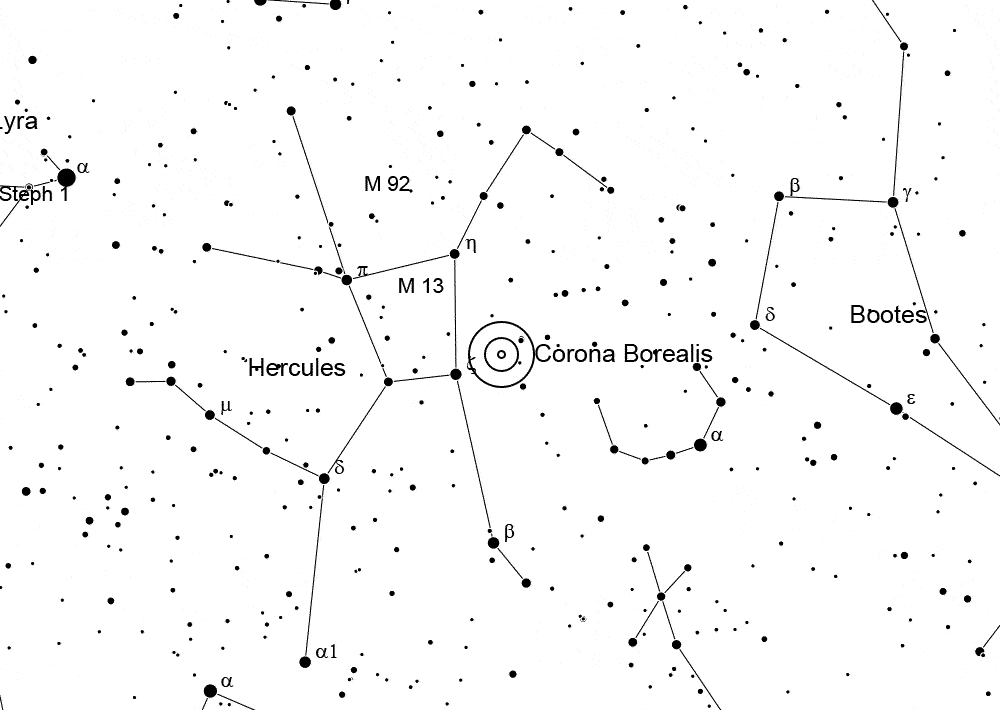 Lyra
α
Steph 1
M 92
β
γ
η
π
M 13
Bootes
δ
Corona Borealis
ζ
Hercules
ε
μ
α
δ
β
α1
α